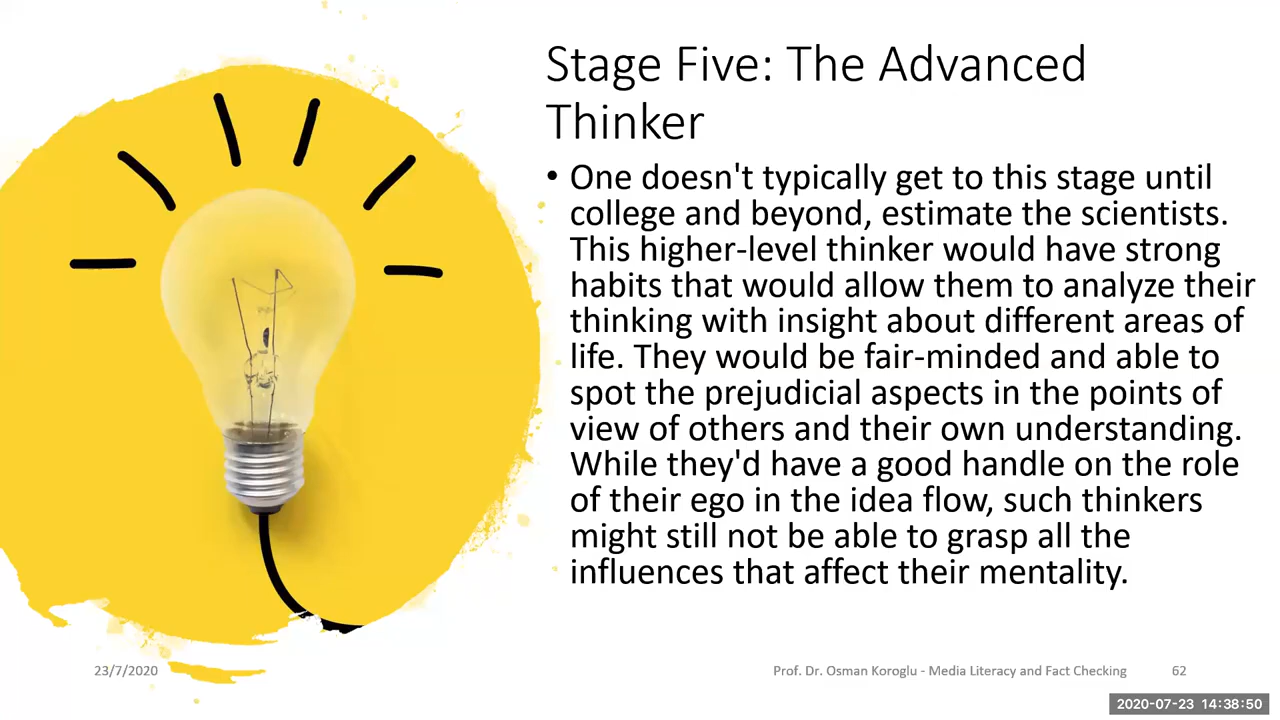 Stage Five: The Advanced
Thinker
• One doesn't typically get to this stage until
college and beyond, estimate the scientists.
This higher-level thinker would have strong
habits that would allow them to analyze their
thinking with insight about different areas of
life. They would be fair-minded and able to
spot the prejudicial aspects in the points of
view of others and their own understanding.
While they'd have a good handle on the role
of their ego in the idea flow, such thinkers
might still not be able to grasp all the
influences that affect their mentality.
23/7/2020
Prof. Dr. Osman Koroglu - Media Literacy and Fact Checking
62
2020-07-23 14:38:50